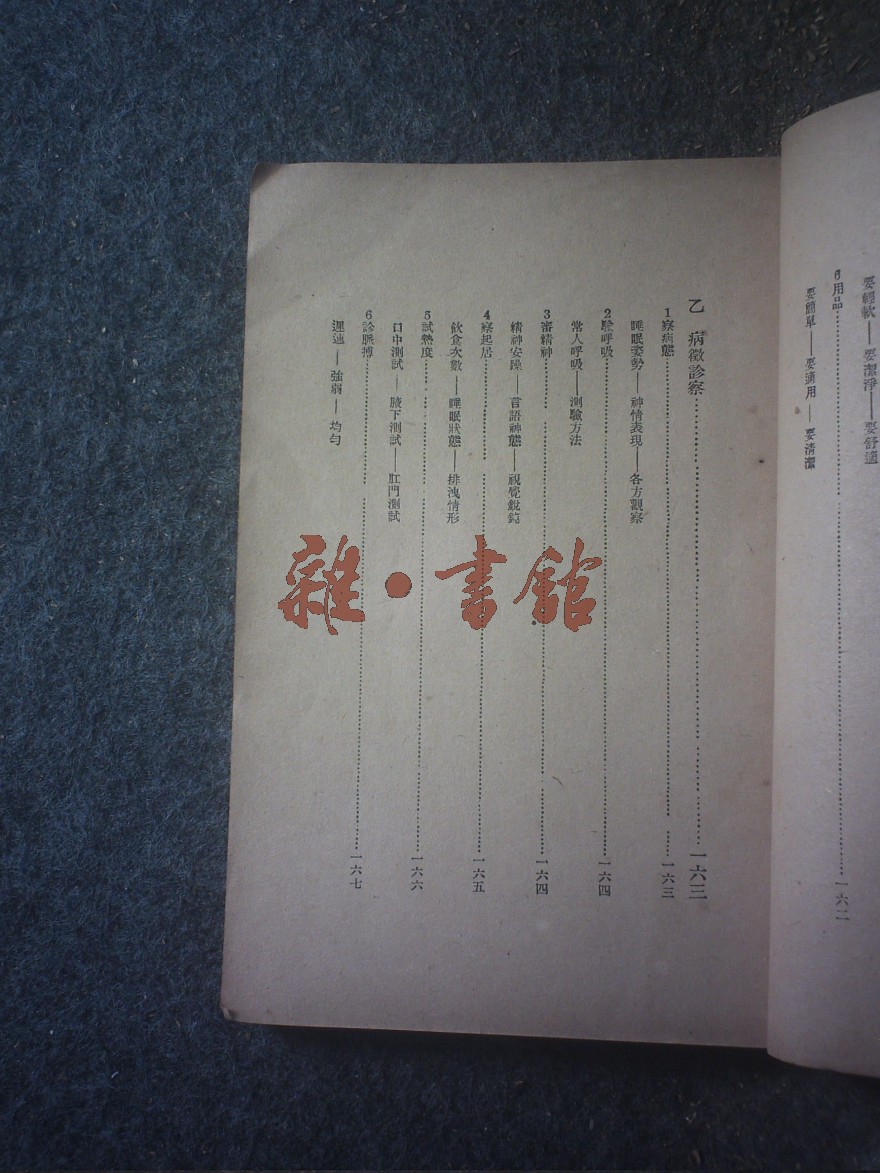 要輕軟——要潔淨——要舒適
6用品…………一六二
要簡單——要適用——要清潔
乙 病徵診察…………一六三
1察病態…………一六三
睡眠姿勢——神情表現——各方觀察
2驗呼吸…………一六四
常人呼吸——測驗方法
3審精神…………一六四
精神安躁——言語神態——視覺銳鈍
4察起居…………一六五
飲食次數——睡眠狀態——排洩情形
5試熱度…………一六六
口中測試——腋下測試——肛門測試
6診脈搏…………一六七
遲速——強弱——均勻
雜·書館